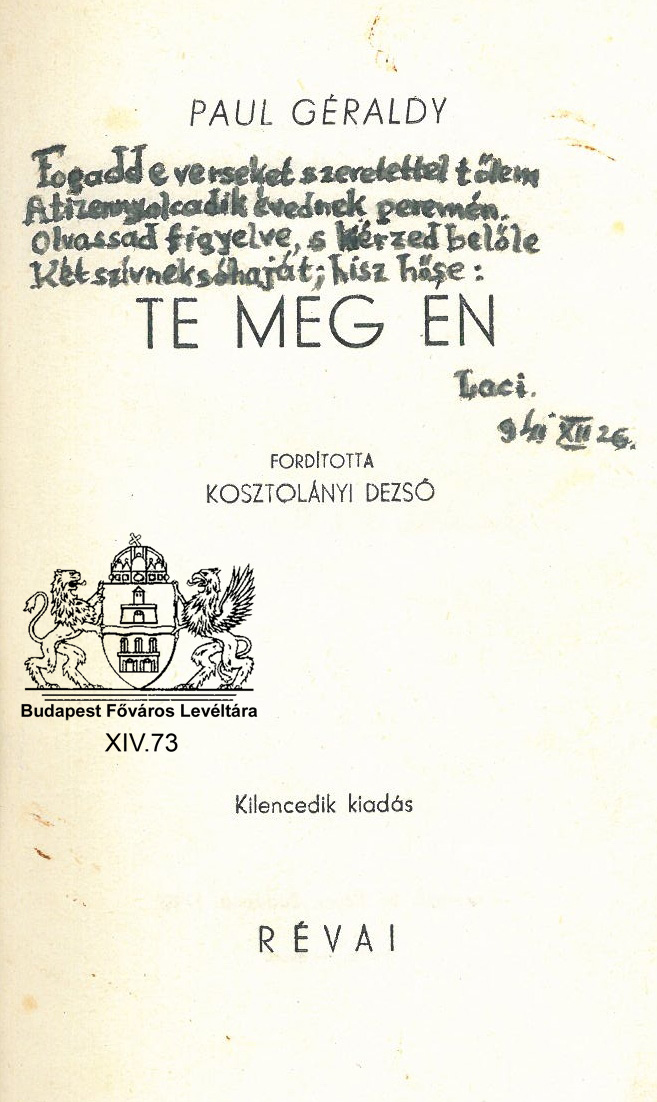 PAUL GÉRALDY
Fogadd e verseket szeretettel tőlem
A tizennyolcadik évednek peremén.
Olvassad figyelve, s kérzed belőle
Két szívnek sóhaját; hisz hőse:
TE MEG ÉN
Laci.
XII 26.
FORDÍTOTTA
KOSZTOLÁNYI DEZSŐ
Budapest Főváros Levéltára
XIV.73
Kilencedik kiadás
RÉVAI